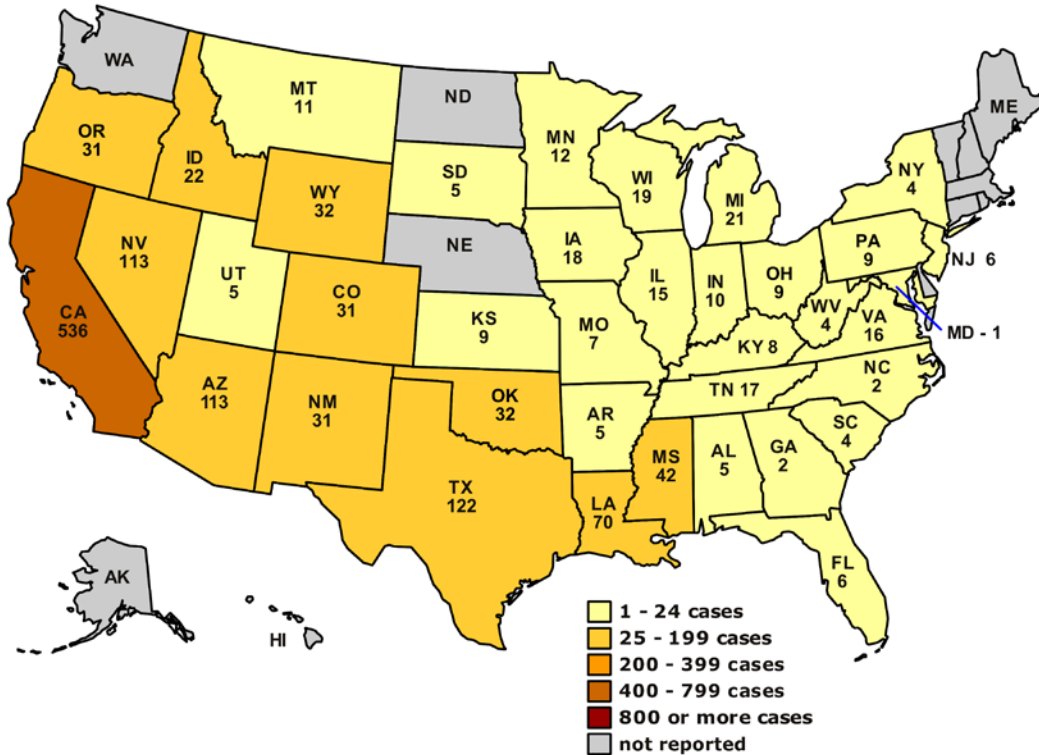 WA
MT
11
ND
ME
OR
31
ID
22
MN
12
SD
5
WI
19
NY
4
WY
32
MI
21
NE
IA
18
PA
9
NJ 6
NV
113
UT
5
CO
31
IL
15
IN
10
OH
9
WV
4
VA
16
MD - 1
CA
536
KS
9
MO
7
KY 8
AZ
113
NM
31
OK
32
AR
5
TN 17
NC
2
SC
4
MS
42
AL
5
GA
2
TX
122
LA
70
FL
6
AK
HI
1 - 24 cases
25 - 199 cases
200 - 399 cases
400 - 799 cases
800 or more cases
not reported